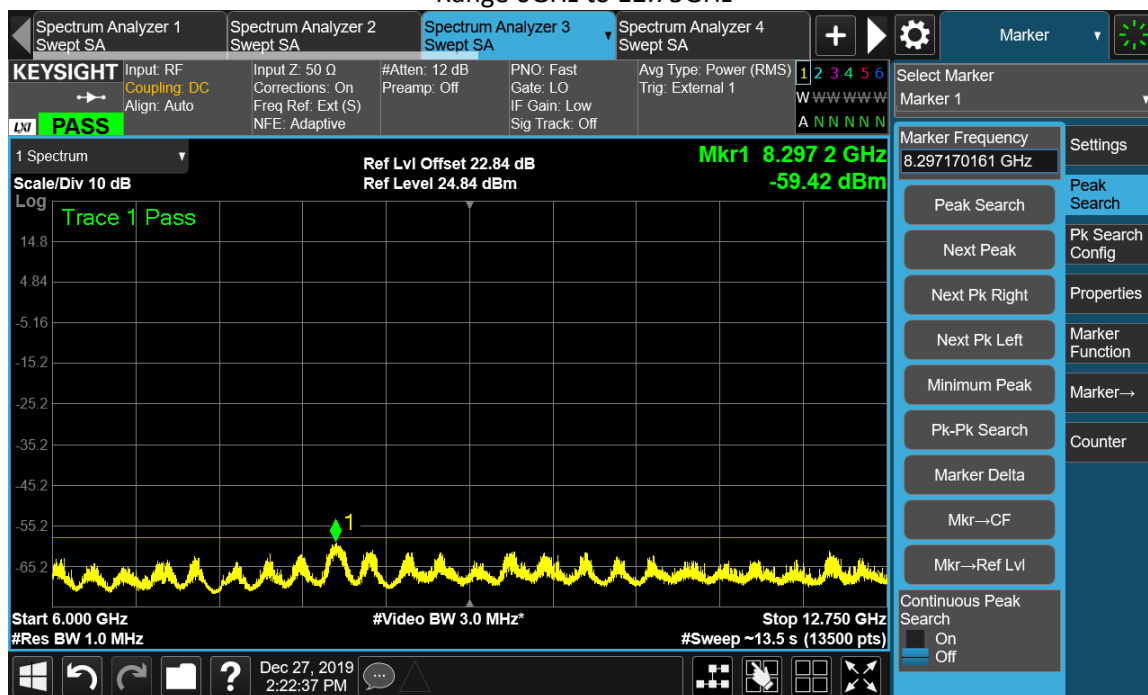 Range 6GHz to 12.75GHz
Spectrum Analyzer 1
Swept SA
Spectrum Analyzer 2
Swept SA
Spectrum Analyzer 3
Swept SA
Spectrum Analyzer 4
Swept SA
Marker
KEYSIGHT
LXI PASS
Input: RF
Coupling: DC
Align: Auto
Input Z: 50 Ω
Corrections: On
Freq Ref: Ext (S)
NFE: Adaptive
#Atten: 12 dB
Preamp: Off
PNO: Fast
Gate: LO
IF Gain: Low
Sig Track: Off
Avg Type: Power (RMS)
Trig: External 1
1 2 3 4 5 6
W W W W W W
A N N N N N
Select Marker
Marker 1
1 Spectrum
Scale/Div 10 dB
Ref Lvl Offset 22.84 dB
Ref Level 24.84 dBm
Mkr1 8.297 2 GHz
-59.42 dBm
Log
Trace 1 Pass
14.8
4.84
-5.16
-15.2
-25.2
-35.2
-45.2
-55.2
-65.2
1
Start 6.000 GHz
#Res BW 1.0 MHz
#Video BW 3.0 MHz*
Stop 12.750 GHz
#Sweep ~13.5 s (13500 pts)
Marker Frequency
8.297170161 GHz
Peak Search
Next Peak
Next Pk Right
Next Pk Left
Minimum Peak
Pk-Pk Search
Marker Delta
Mkr→CF
Mkr→Ref Lvl
Continuous Peak
Search
On
Off
Settings
Peak
Search
Pk Search
Config
Properties
Marker
Function
Marker→
Counter
?
Dec 27, 2019
2:22:37 PM